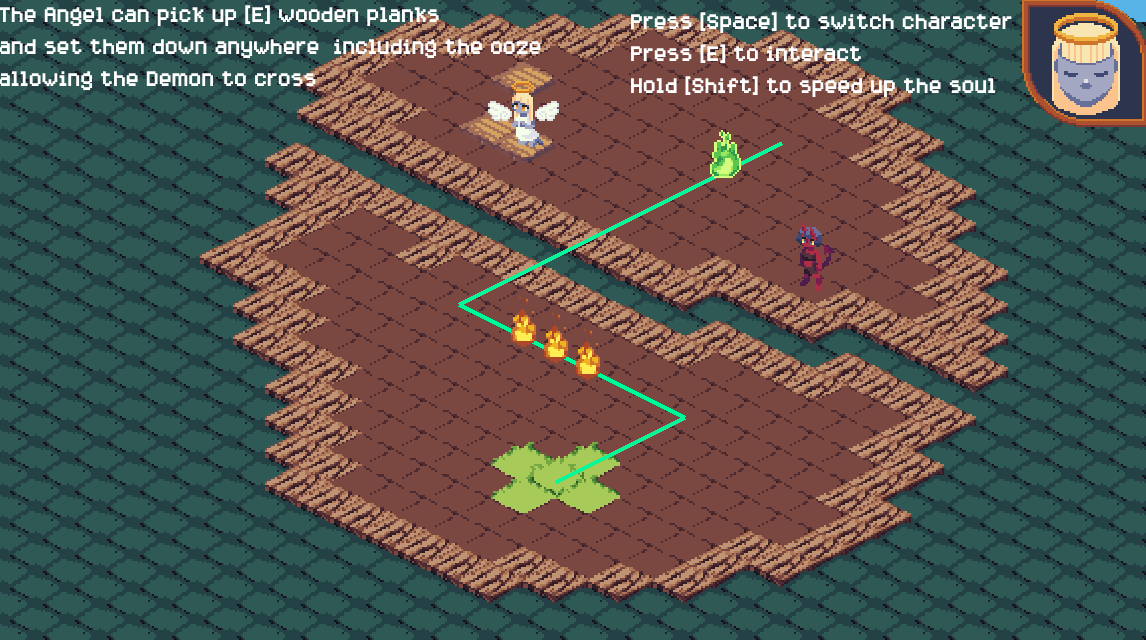 The Angel can pick up [E] wooden planks
and set them down anywhere  including the ooze
allowing the Demon to cross
Press [Space] to switch character
Press [E] to interact
Hold [Shift] to speed up the soul